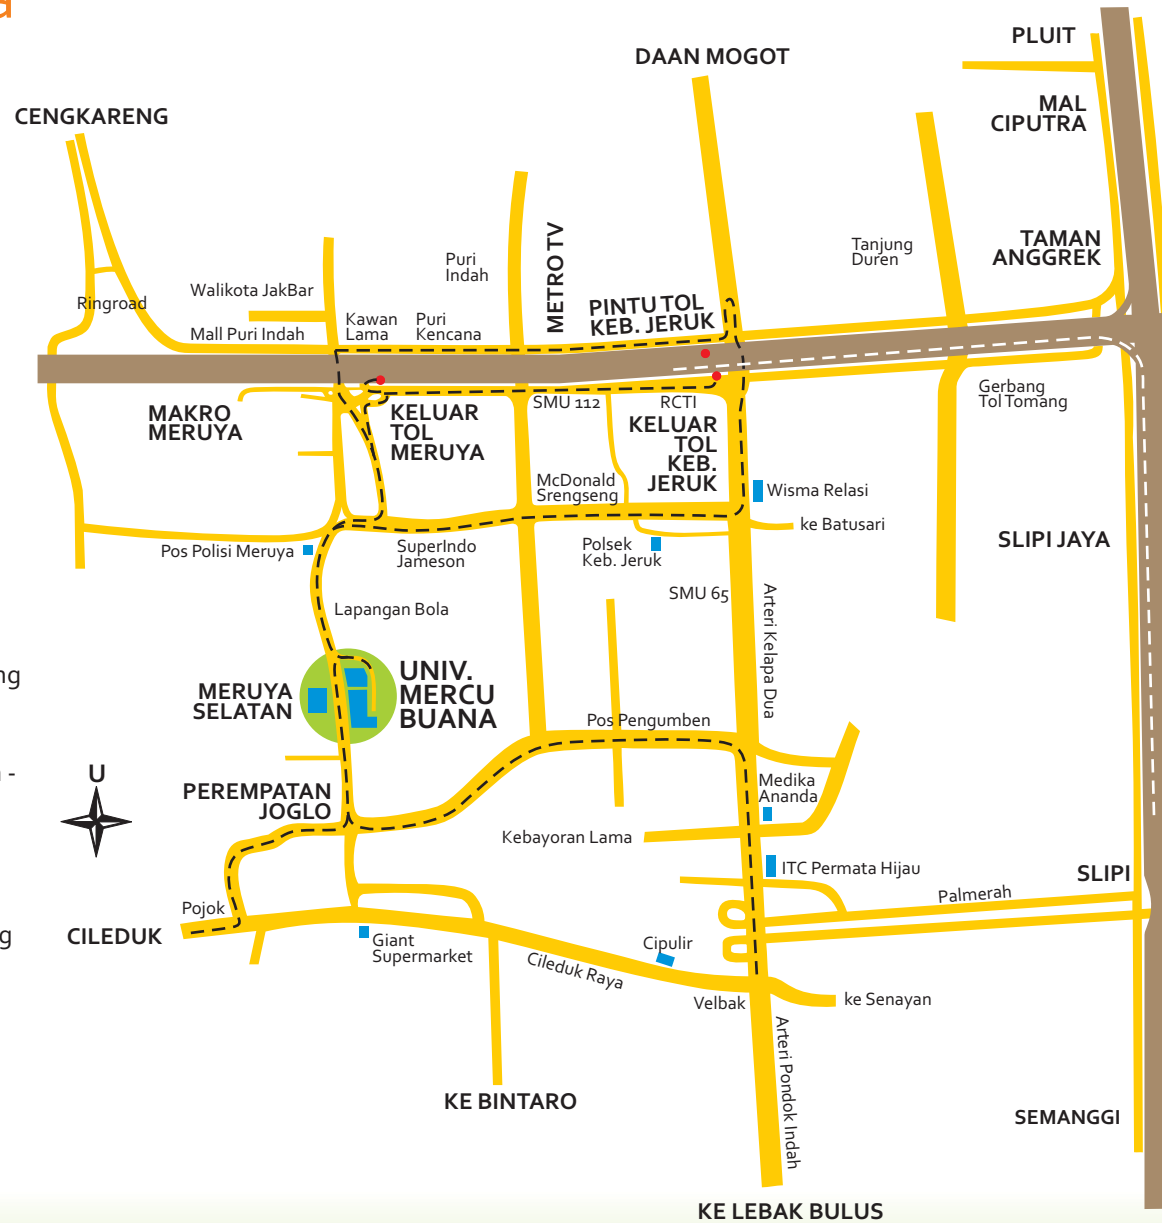 PLUIT
DAAN MOGOT
MAL
CIPUTRA
CENGKARENG
TAMAN
ANGGREK
Tanjung
Duren
METRO TV
Puri
Indah
Walikota JakBar
Ringroad
PINTU TOL
KEB. JERUK
Kawan
Lama
Puri
Kencana
Mall Puri Indah
Gerbang
Tol Tomang
MAKRO
MERUYA
KELUAR
TOL
MERUYA
SMU 112
RCTI
KELUAR
TOL
KEB.
JERUK
McDonald
Srengseng
Wisma Relasi
ke Batusari
SLIPI JAYA
Pos Polisi Meruya
SuperIndo
Jameson
Polsek
Keb. Jeruk
SMU 65
Arteri Kelapa Dua
Lapangan Bola
ng
UNIV.
MERCU
BUANA
MERUYA
SELATAN
Pos Pengumben
-
U
PEREMPATAN
JOGLO
Medika
Ananda
Kebayoran Lama
ITC Permata Hijau
SLIPI
Palmerah
Pojok
CILEDUK
g
Giant
Supermarket
Cipulir
Cileduk Raya
Velbak
ke Senayan
Arteri Pondok Indah
KE BINTARO
SEMANGGI
KE LEBAK BULUS